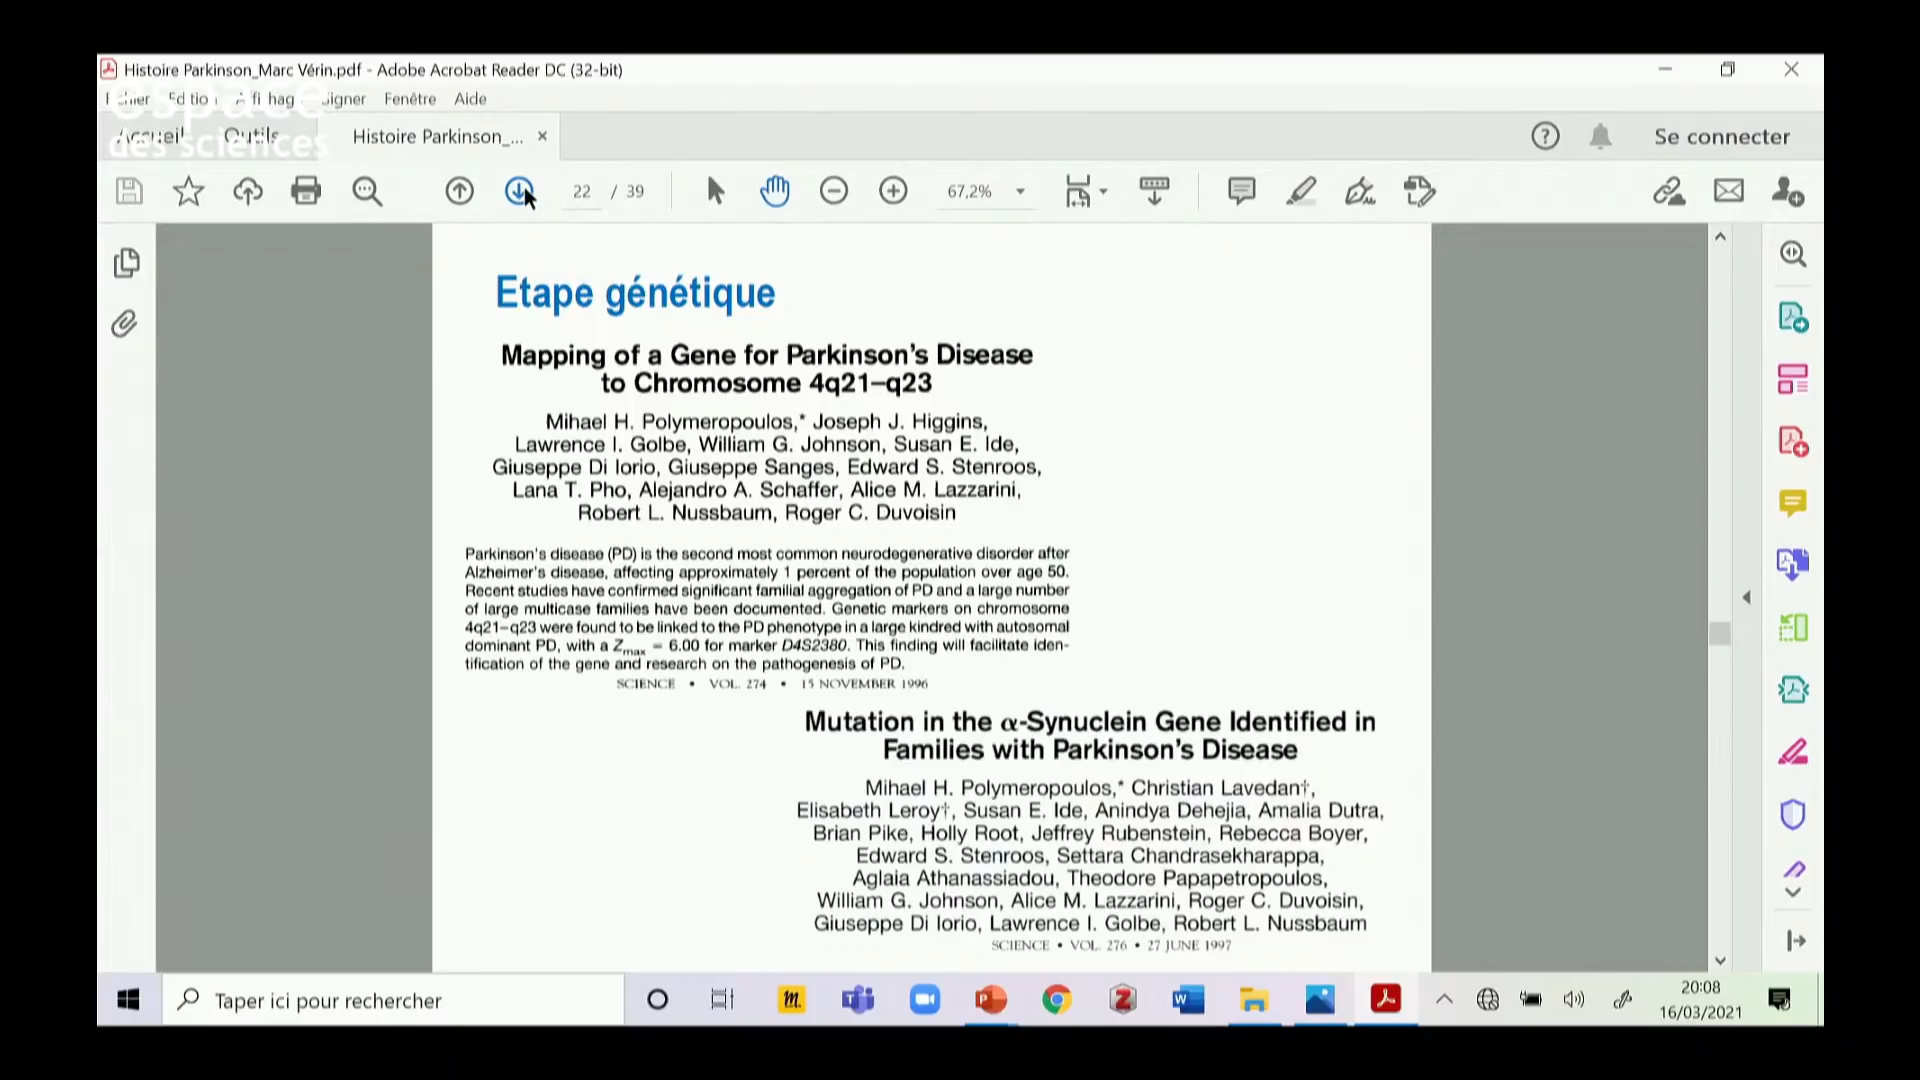 Histoire Parkinson_Marc Vérin.pdf - Adobe Acrobat Reader DC (32-bit)
Fenêtre Aide
espace
des sciences
Accueil Outils Histoire Parkinson_... Se connecter
22 / 39 67,2%
Etape génétique
Mapping of a Gene for Parkinson's Disease
to Chromosome 4q21–q23
Mihael H. Polymeropoulos,* Joseph J. Higgins,
Lawrence I. Golbe, William G. Johnson, Susan E. Ide,
Giuseppe Di Iorio, Giuseppe Sanges, Edward S. Stenroos,
Lana T. Pho, Alejandro A. Schaffer, Alice M. Lazzarini,
Robert L. Nussbaum, Roger C. Duvoisin
Parkinson's disease (PD) is the second most common neurodegenerative disorder after
Alzheimer's disease, affecting approximately 1 percent of the population over age 50.
Recent studies have confirmed significant familial aggregation of PD and a large number
of large multicase families have been documented. Genetic markers on chromosome
4q21–q23 were found to be linked to the PD phenotype in a large kindred with autosomal
dominant PD, with a Zmax = 6.00 for marker D4S2380. This finding will facilitate iden-
tification of the gene and research on the pathogenesis of PD.
SCIENCE • VOL. 274 • 15 NOVEMBER 1996
Mutation in the α-Synuclein Gene Identified in
Families with Parkinson's Disease
Mihael H. Polymeropoulos,* Christian Lavedan†,
Elisabeth Leroy†, Susan E. Ide, Anindya Dehejia, Amalia Dutra,
Brian Pike, Holly Root, Jeffrey Rubenstein, Rebecca Boyer,
Edward S. Stenroos, Settara Chandrasekharappa,
Aglaia Athanassiadou, Theodore Papapetropoulos,
William G. Johnson, Alice M. Lazzarini, Roger C. Duvoisin,
Giuseppe Di Iorio, Lawrence I. Golbe, Robert L. Nussbaum
SCIENCE • VOL. 276 • 27 JUNE 1997
Taper ici pour rechercher
20:08
16/03/2021